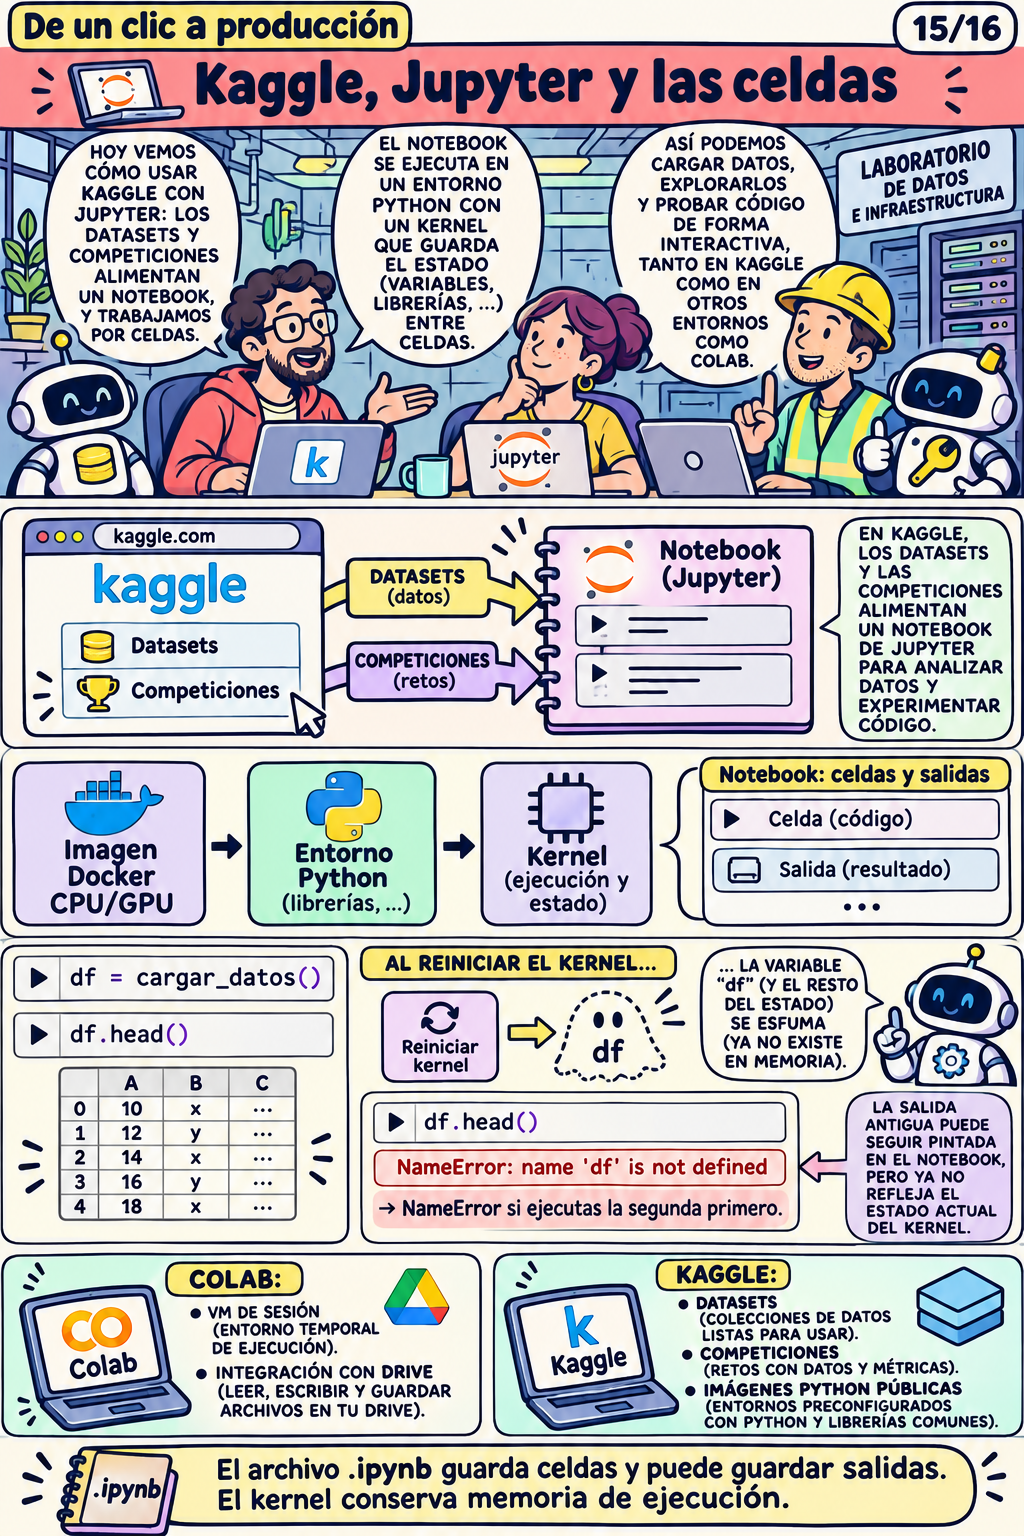 De un clic a producción
15/16
Kaggle, Jupyter y las celdas
HOY VEMOS
CÓMO USAR
KAGGLE CON
JUPYTER: LOS
DATASETS Y
COMPETICIONES
ALIMENTAN
UN NOTEBOOK,
Y TRABAJAMOS
POR CELDAS.
EL NOTEBOOK
SE EJECUTA EN
UN ENTORNO
PYTHON CON
UN KERNEL
QUE GUARDA
EL ESTADO
(VARIABLES,
LIBRERÍAS, ...)
ENTRE
CELDAS.
ASÍ PODEMOS
CARGAR DATOS,
EXPLORARLOS
Y PROBAR CÓDIGO
DE FORMA
INTERACTIVA,
TANTO EN KAGGLE
COMO EN
OTROS
ENTORNOS
COMO
COLAB.
LABORATORIO
DE DATOS
E INFRAESTRUCTURA
k
jupyter
kaggle.com
kaggle
Datasets
Competiciones
DATASETS
(datos)
COMPETICIONES
(retos)
Notebook
(Jupyter)
EN KAGGLE,
LOS DATASETS
Y LAS
COMPETICIONES
ALIMENTAN
UN NOTEBOOK
DE JUPYTER
PARA ANALIZAR
DATOS Y
EXPERIMENTAR
CÓDIGO.
Imagen
Docker
CPU/GPU
Entorno
Python
(librerías, ...)
Kernel
(ejecución y
estado)
Notebook: celdas y salidas
Celda (código)
Salida (resultado)
...
df = cargar_datos()
df.head()
A B C
0 10 x ...
1 12 y ...
2 14 x ...
3 16 y ...
4 18 x ...
AL REINICIAR EL KERNEL...
Reiniciar
kernel
df
... LA VARIABLE
"df" (Y EL RESTO
DEL ESTADO)
SE ESFUMA
(YA NO EXISTE
EN MEMORIA).
df.head()
NameError: name 'df' is not defined
→ NameError si ejecutas la segunda primero.
LA SALIDA
ANTIGUA PUEDE
SEGUIR PINTADA
EN EL NOTEBOOK,
PERO YA NO
REFLEJA EL
ESTADO ACTUAL
DEL KERNEL.
COLAB:
CO
Colab
● VM DE SESIÓN
(ENTORNO TEMPORAL
DE EJECUCIÓN).
● INTEGRACIÓN CON DRIVE
(LEER, ESCRIBIR Y GUARDAR
ARCHIVOS EN TU DRIVE).
KAGGLE:
k
Kaggle
● DATASETS
(COLECCIONES DE DATOS
LISTAS PARA USAR).
● COMPETICIONES
(RETOS CON DATOS Y MÉTRICAS).
● IMÁGENES PYTHON PÚBLICAS
(ENTORNOS PRECONFIGURADOS
CON PYTHON Y LIBRERÍAS COMUNES).
.ipynb
El archivo .ipynb guarda celdas y puede guardar salidas.
El kernel conserva memoria de ejecución.